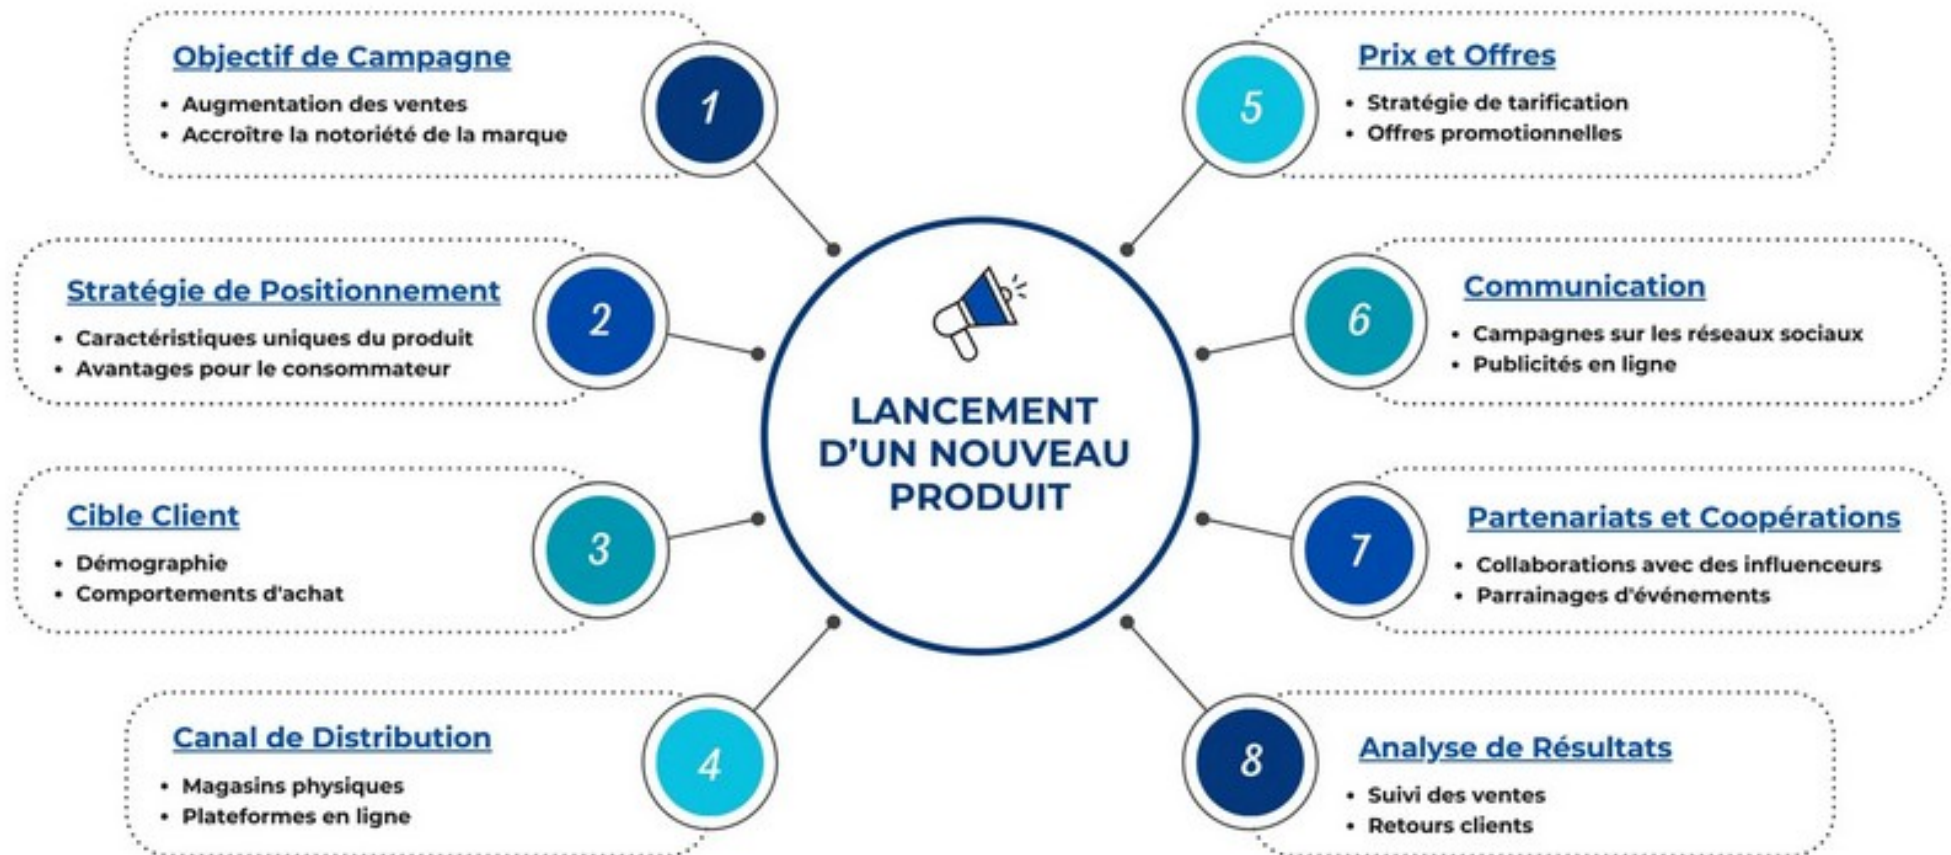 Objectif de Campagne
• Augmentation des ventes
• Accroître la notoriété de la marque
1
Stratégie de Positionnement
• Caractéristiques uniques du produit
• Avantages pour le consommateur
2
Cible Client
• Démographie
• Comportements d'achat
3
Canal de Distribution
• Magasins physiques
• Plateformes en ligne
4
LANCEMENT
D’UN NOUVEAU
PRODUIT
5
Prix et Offres
• Stratégie de tarification
• Offres promotionnelles
6
Communication
• Campagnes sur les réseaux sociaux
• Publicités en ligne
7
Partenariats et Coopérations
• Collaborations avec des influenceurs
• Parrainages d'événements
8
Analyse de Résultats
• Suivi des ventes
• Retours clients